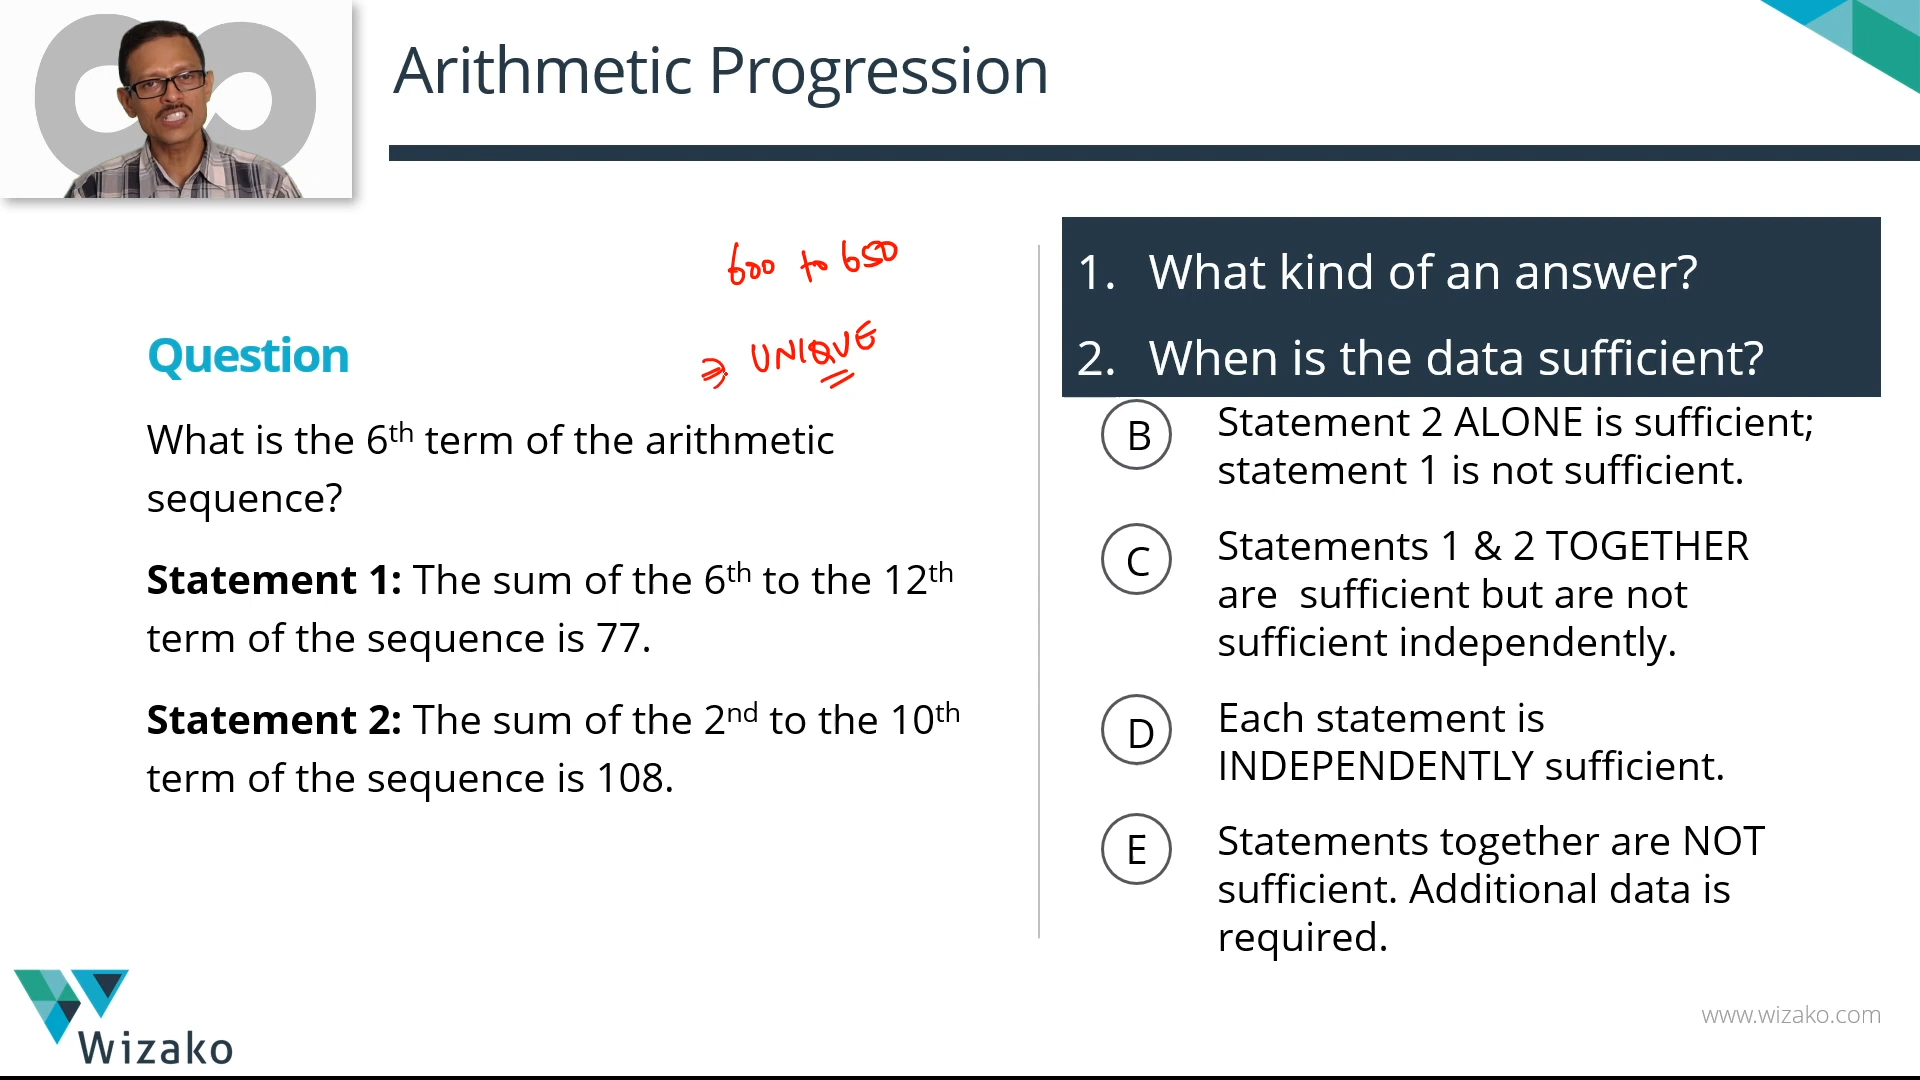 Arithmetic Progression
600 to 650
⇒ UNIQUE
Question
What is the 6th term of the arithmetic
sequence?
Statement 1: The sum of the 6th to the 12th
term of the sequence is 77.
Statement 2: The sum of the 2nd to the 10th
term of the sequence is 108.
1. What kind of an answer?
2. When is the data sufficient?
B Statement 2 ALONE is sufficient;
statement 1 is not sufficient.
C Statements 1 & 2 TOGETHER
are sufficient but are not
sufficient independently.
D Each statement is
INDEPENDENTLY sufficient.
E Statements together are NOT
sufficient. Additional data is
required.
Wizako
www.wizako.com